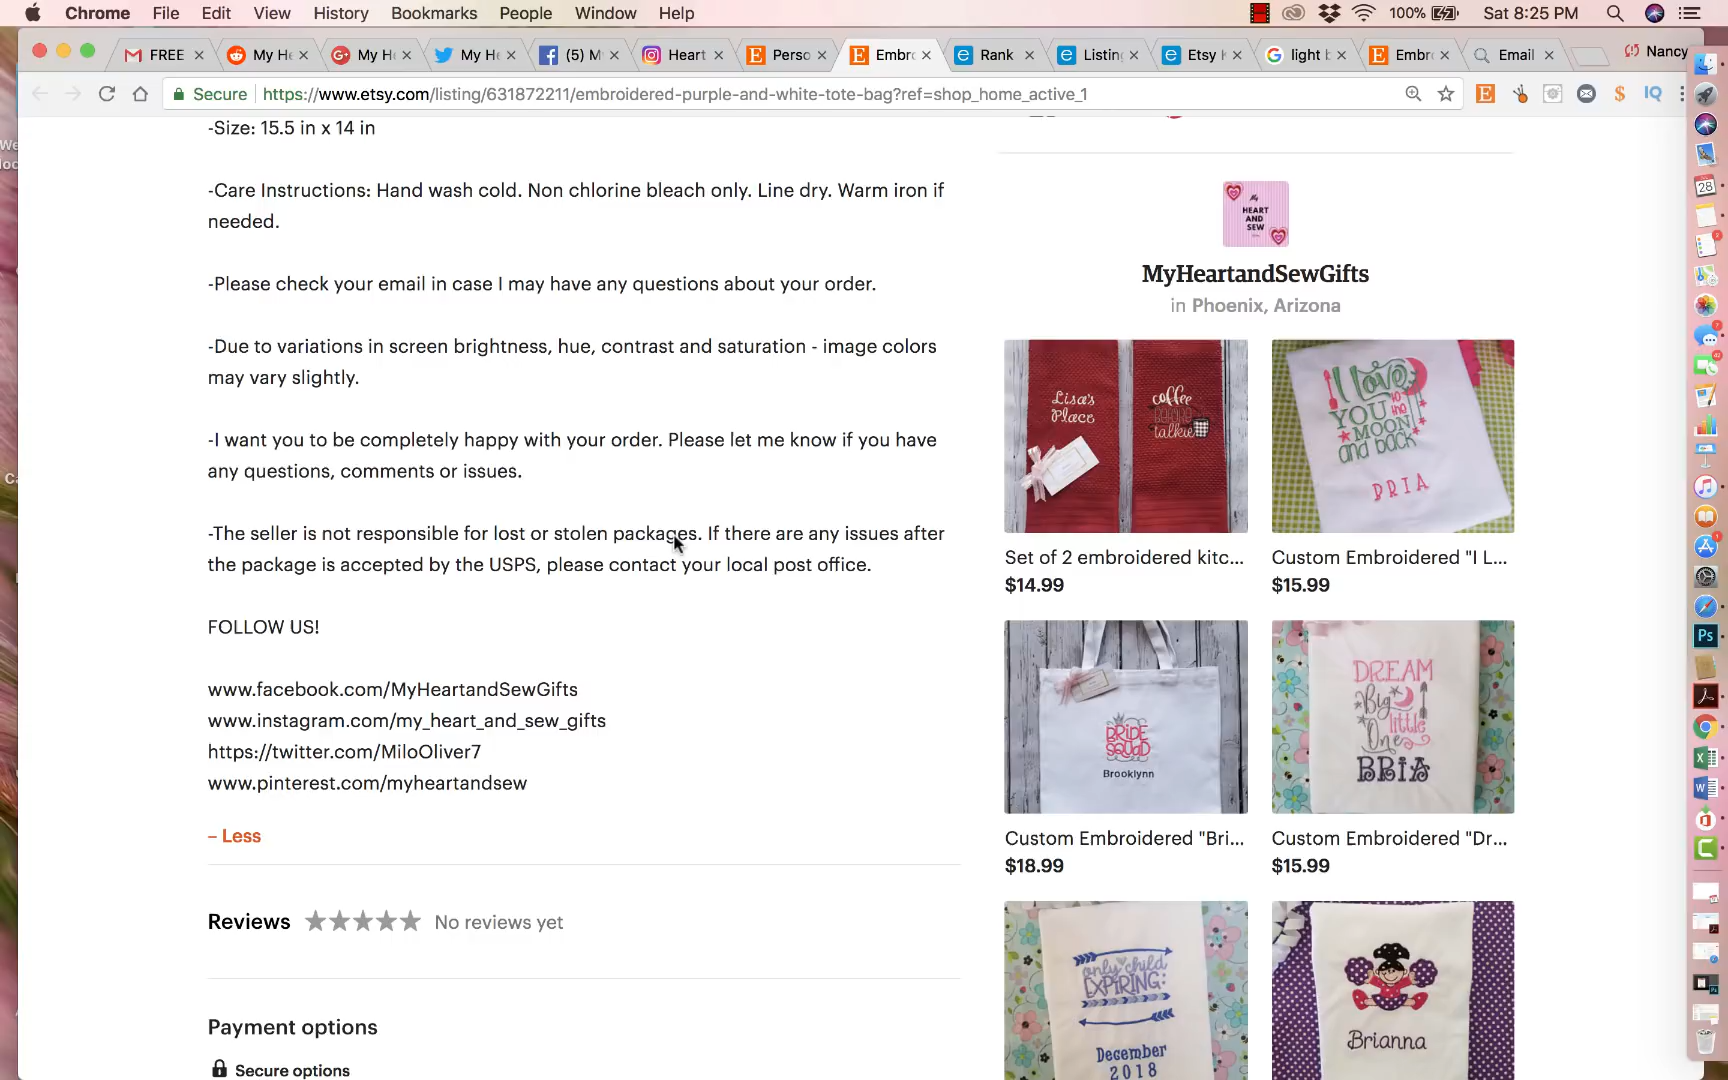 Chrome File Edit View History Bookmarks People Window Help
100% Sat 8:25 PM
FREE My He My H My He (5) M Heart Perso Embro Rank Listing Etsy K light b Embro Email Nancy
Secure https://www.etsy.com/listing/631872211/embroidered-purple-and-white-tote-bag?ref=shop_home_active_1
-Size: 15.5 in x 14 in
-Care Instructions: Hand wash cold. Non chlorine bleach only. Line dry. Warm iron if
needed.
-Please check your email in case I may have any questions about your order.
-Due to variations in screen brightness, hue, contrast and saturation - image colors
may vary slightly.
-I want you to be completely happy with your order. Please let me know if you have
any questions, comments or issues.
-The seller is not responsible for lost or stolen packages. If there are any issues after
the package is accepted by the USPS, please contact your local post office.
FOLLOW US!
www.facebook.com/MyHeartandSewGifts
www.instagram.com/my_heart_and_sew_gifts
https://twitter.com/MiloOliver7
www.pinterest.com/myheartandsew
– Less
Reviews No reviews yet
Payment options
Secure options
My
HEART
AND
SEW
MyHeartandSewGifts
in Phoenix, Arizona
Lisa's
Place
coffee
before
talkie
I love
YOU to the
MOON
and back
BRIA
Set of 2 embroidered kitc...
$14.99
Custom Embroidered "I L...
$15.99
BRIDE
SQUAD
Brooklynn
DREAM
Big
little
One
BRIA
Custom Embroidered "Bri...
$18.99
Custom Embroidered "Dr...
$15.99
only child
EXPIRING:
December
2018
Brianna